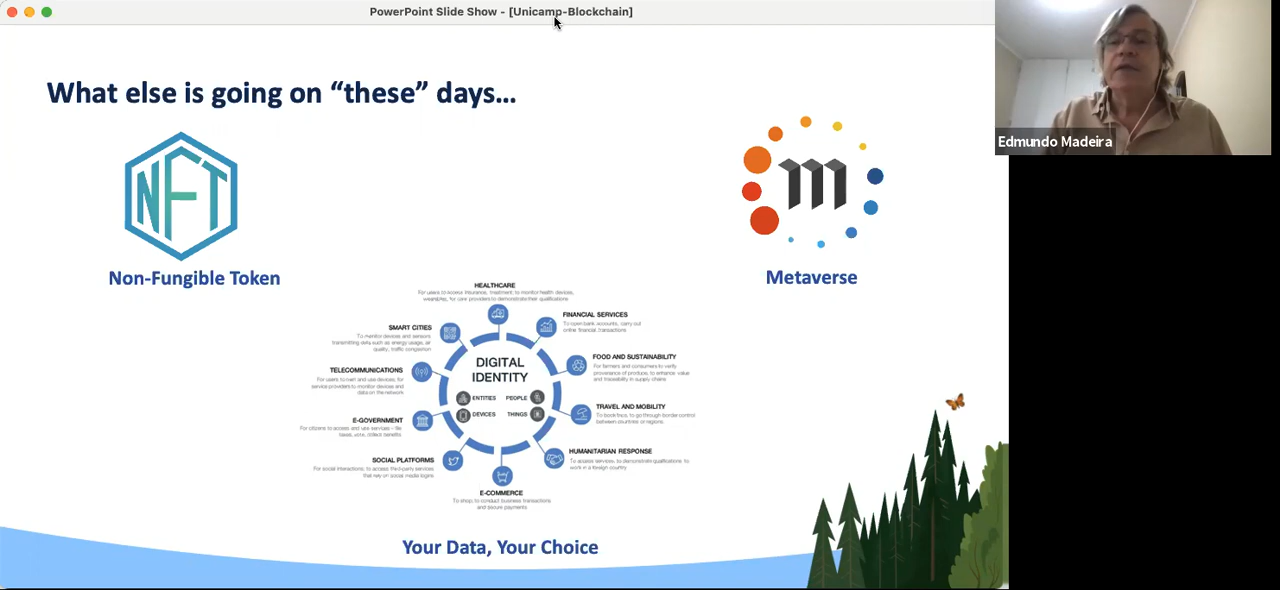 PowerPoint Slide Show - [Unicamp-Blockchain]
Edmundo Madeira
What else is going on “these” days...
NFT
Non-Fungible Token
m
Metaverse
HEALTHCARE
For users to access insurance, treatment; to monitor health devices,
wearables; for care providers to demonstrate their qualifications
FINANCIAL SERVICES
To open bank accounts, carry out
online financial transactions
FOOD AND SUSTAINABILITY
For farmers and consumers to verify
provenance of produce, to enhance value
and traceability in supply chains
TRAVEL AND MOBILITY
To book trips, to go through border control
between countries or regions
HUMANITARIAN RESPONSE
To access services, to demonstrate qualifications to
work in a foreign country
E-COMMERCE
To shop; to conduct business transactions
and secure payments
SOCIAL PLATFORMS
For social interactions; to access third-party services
that rely on social media logins
E-GOVERNMENT
For citizens to access and use services – file
taxes, vote, collect benefits
TELECOMMUNICATIONS
For users to own and use devices; for
service providers to monitor devices and
data on the network
SMART CITIES
To monitor devices and sensors
transmitting data such as energy usage, air
quality, traffic congestion
DIGITAL
IDENTITY
ENTITIES
PEOPLE
DEVICES
THINGS
Your Data, Your Choice